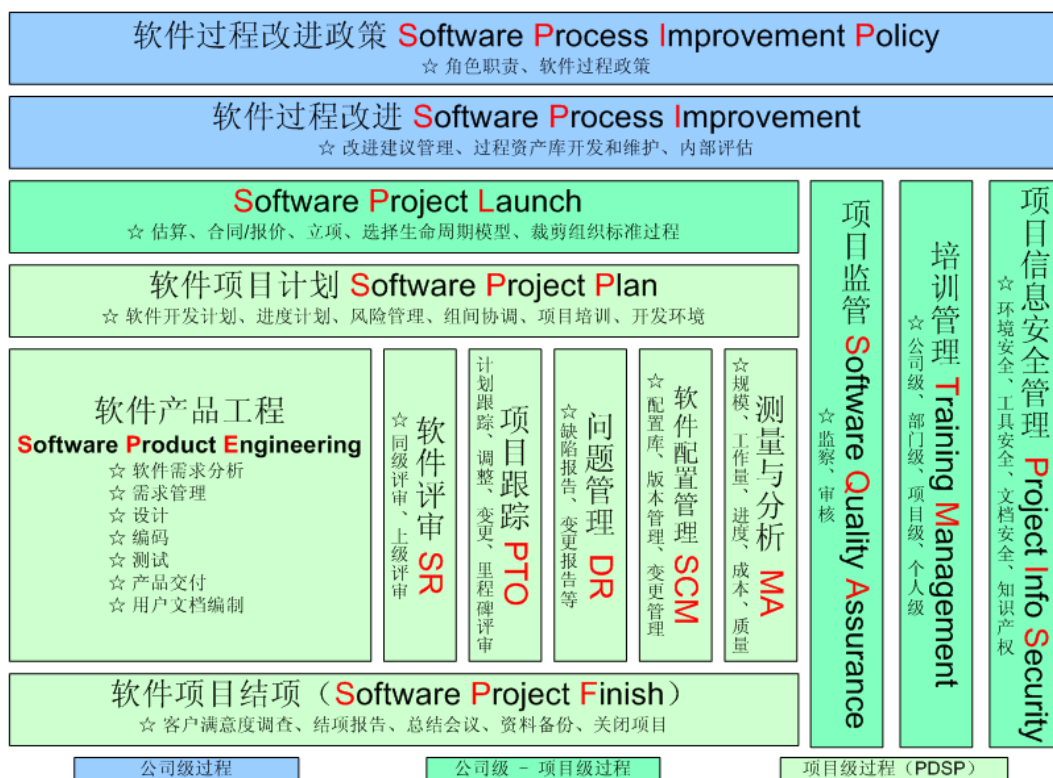 软件过程改进政策 Software Process Improvement Policy
☆ 角色职责、软件过程政策
软件过程改进 Software Process Improvement
☆ 改进建议管理、过程资产库开发和维护、内部评估
Software Project Launch
☆ 估算、合同/报价、立项、选择生命周期模型、裁剪组织标准过程
软件项目计划 Software Project Plan
☆ 软件开发计划、进度计划、风险管理、组间协调、项目培训、开发环境
软件产品工程
Software Product Engineering
☆ 软件需求分析
☆ 需求管理
☆ 设计
☆ 编码
☆ 测试
☆ 产品交付
☆ 用户文档编制
软件评审 SR
☆ 同级评审、上级评审
项目跟踪 PTO
计划跟踪、调整、变更、里程碑评审
问题管理 DR
☆ 缺陷报告、变更报告等
软件配置管理 SCM
☆ 配置库、版本管理、变更管理
测量与分析 MA
☆ 规模、工作量、进度、成本、质量
项目监管 Software Quality Assurance
☆ 监察、审核
培训管理 Training Management
☆ 公司级、部门级、项目级、个人级
项目信息安全管理 Project Info Security
☆ 环境安全、工具安全、文档安全、知识产权
软件项目结项（Software Project Finish）
☆ 客户满意度调查、结项报告、总结会议、资料备份、关闭项目
公司级过程
公司级 - 项目级过程
项目级过程（PDSP）